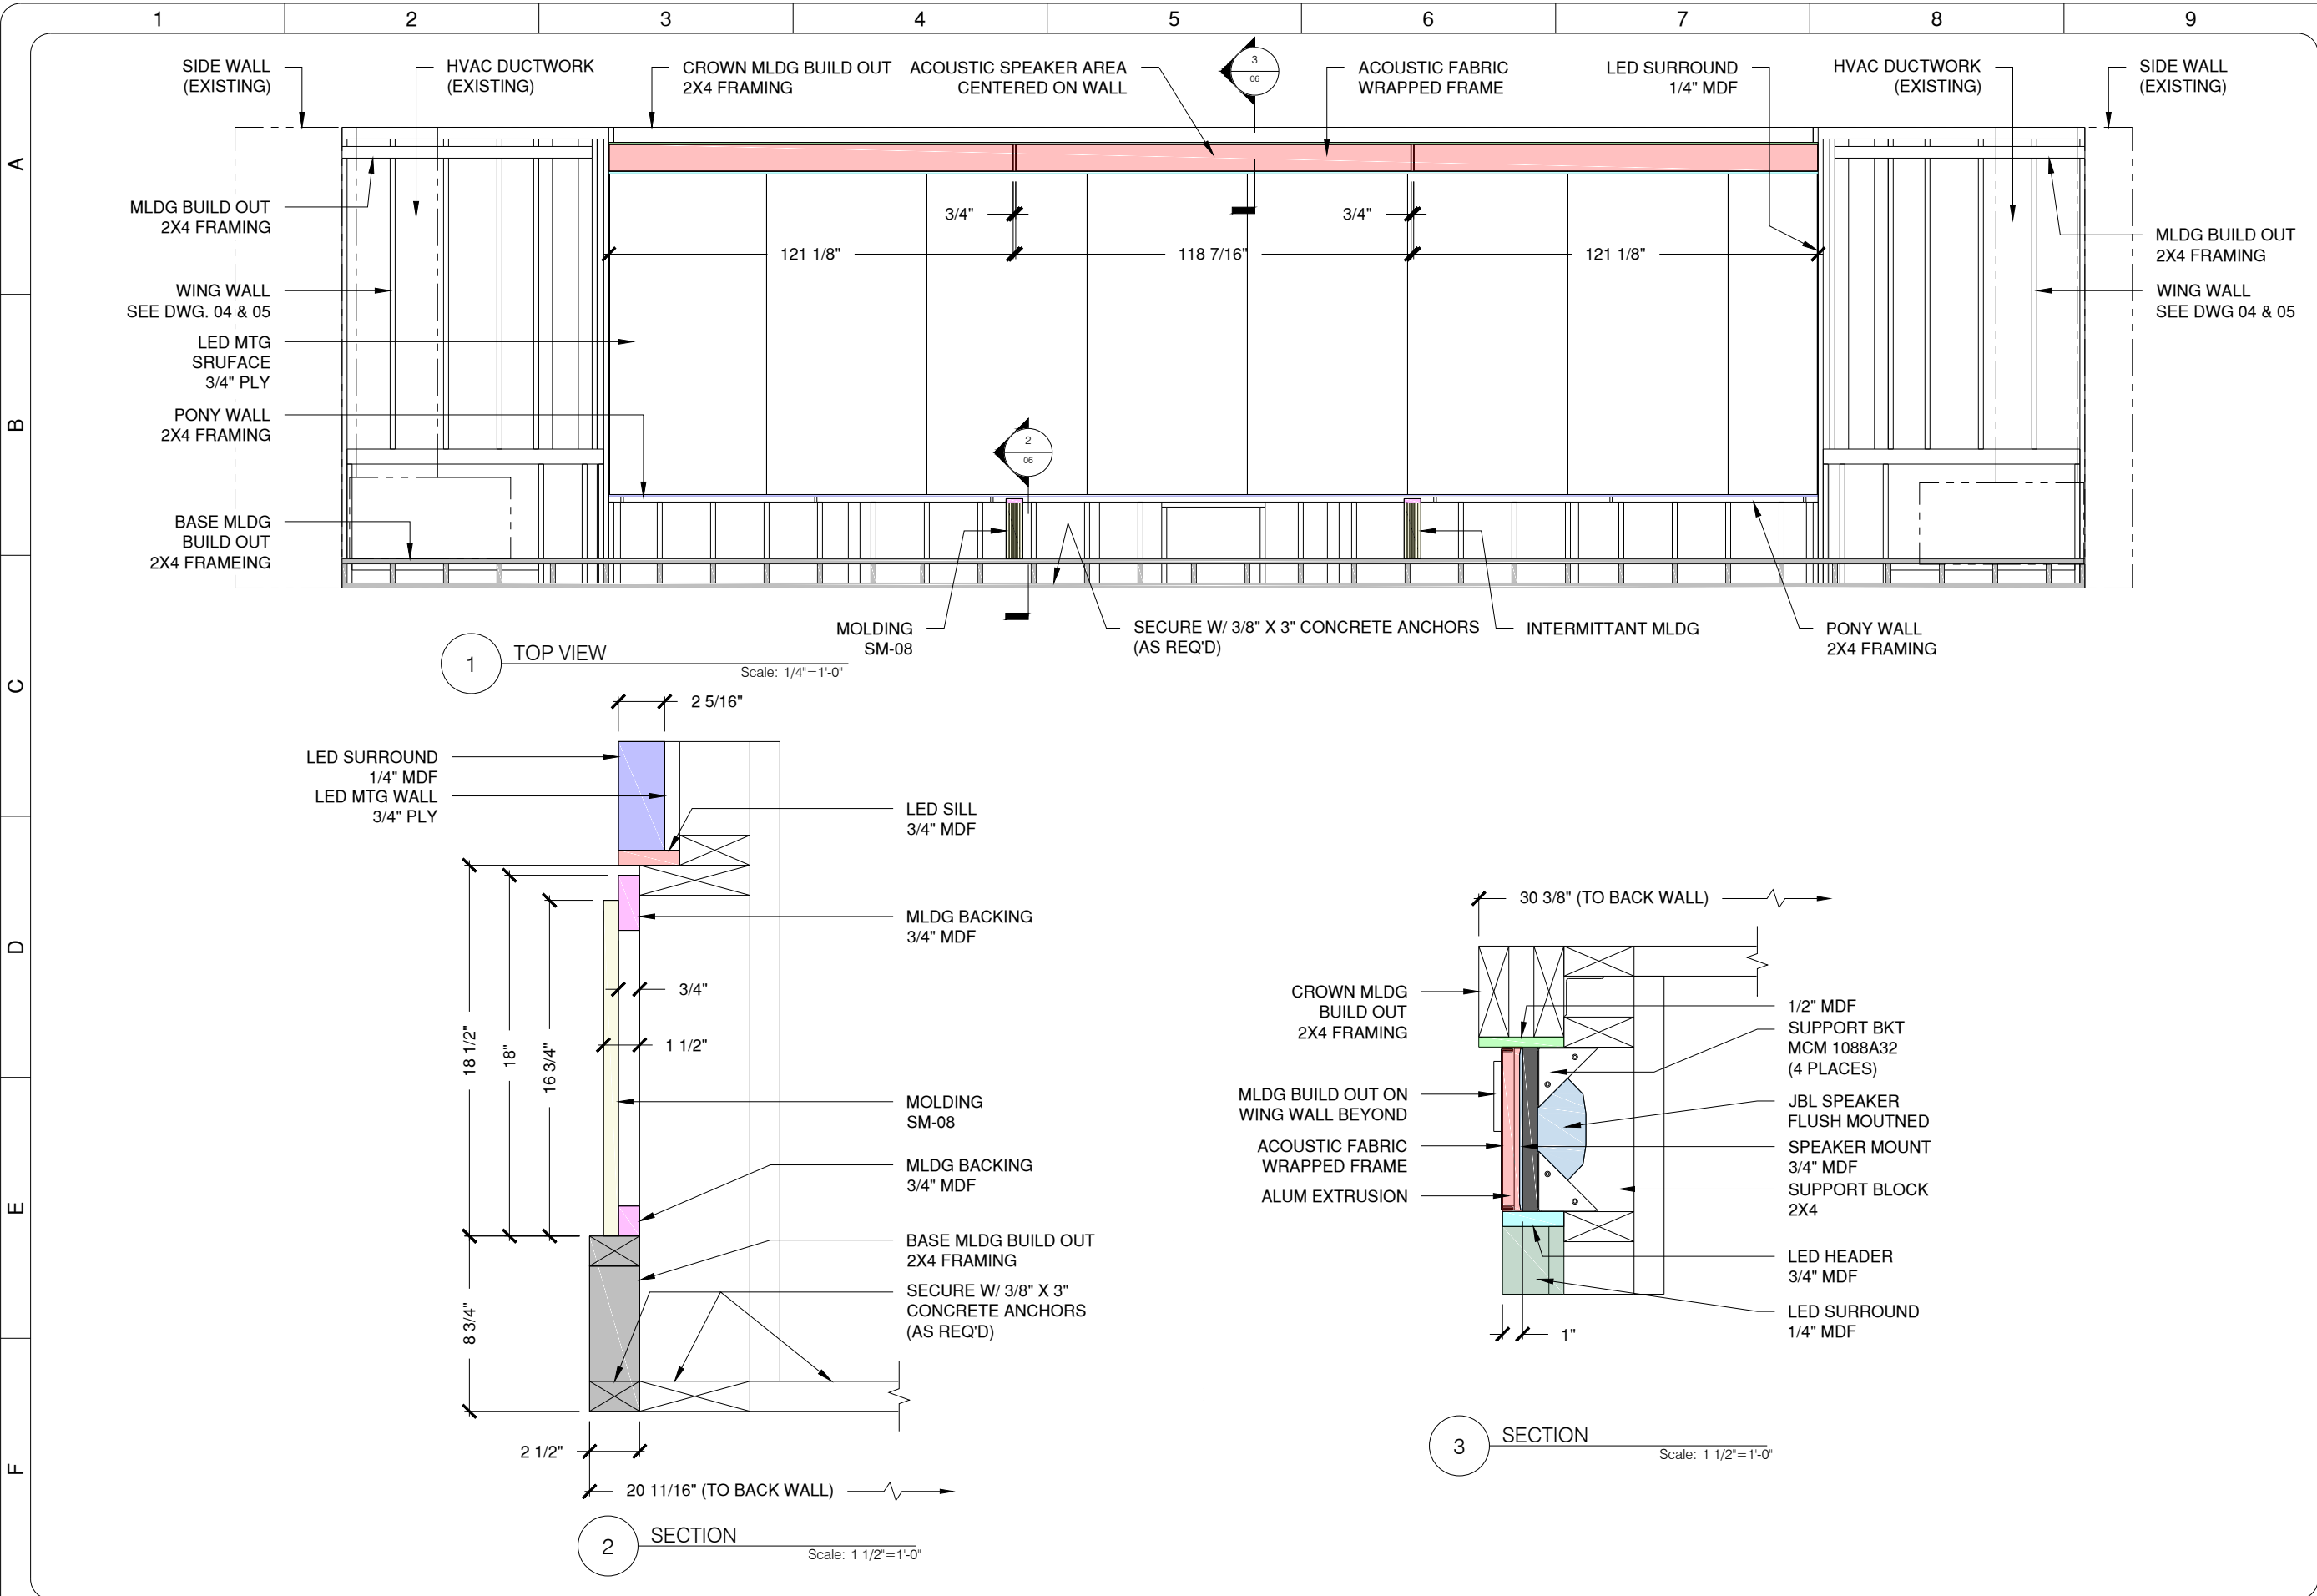 1
2
3
4
5
6
7
8
9
A
B
C
D
E
F
SIDE WALL
(EXISTING)
HVAC DUCTWORK
(EXISTING)
CROWN MLDG BUILD OUT
2X4 FRAMING
ACOUSTIC SPEAKER AREA
CENTERED ON WALL
3
06
ACOUSTIC FABRIC
WRAPPED FRAME
LED SURROUND
1/4" MDF
HVAC DUCTWORK
(EXISTING)
SIDE WALL
(EXISTING)
MLDG BUILD OUT
2X4 FRAMING
WING WALL
SEE DWG. 04 & 05
LED MTG
SRUFACE
3/4" PLY
PONY WALL
2X4 FRAMING
BASE MLDG
BUILD OUT
2X4 FRAMEING
3/4"
3/4"
121 1/8"
118 7/16"
121 1/8"
2
06
MLDG BUILD OUT
2X4 FRAMING
WING WALL
SEE DWG 04 & 05
MOLDING
SM-08
SECURE W/ 3/8" X 3" CONCRETE ANCHORS
(AS REQ'D)
INTERMITTANT MLDG
PONY WALL
2X4 FRAMING
1
TOP VIEW
Scale: 1/4"=1'-0"
2 5/16"
LED SURROUND
1/4" MDF
LED MTG WALL
3/4" PLY
LED SILL
3/4" MDF
MLDG BACKING
3/4" MDF
3/4"
1 1/2"
18 1/2"
18"
16 3/4"
MOLDING
SM-08
MLDG BACKING
3/4" MDF
BASE MLDG BUILD OUT
2X4 FRAMING
SECURE W/ 3/8" X 3"
CONCRETE ANCHORS
(AS REQ'D)
8 3/4"
2 1/2"
20 11/16" (TO BACK WALL)
2
SECTION
Scale: 1 1/2"=1'-0"
30 3/8" (TO BACK WALL)
CROWN MLDG
BUILD OUT
2X4 FRAMING
MLDG BUILD OUT ON
WING WALL BEYOND
ACOUSTIC FABRIC
WRAPPED FRAME
ALUM EXTRUSION
1/2" MDF
SUPPORT BKT
MCM 1088A32
(4 PLACES)
JBL SPEAKER
FLUSH MOUTNED
SPEAKER MOUNT
3/4" MDF
SUPPORT BLOCK
2X4
LED HEADER
3/4" MDF
LED SURROUND
1/4" MDF
1"
3
SECTION
Scale: 1 1/2"=1'-0"